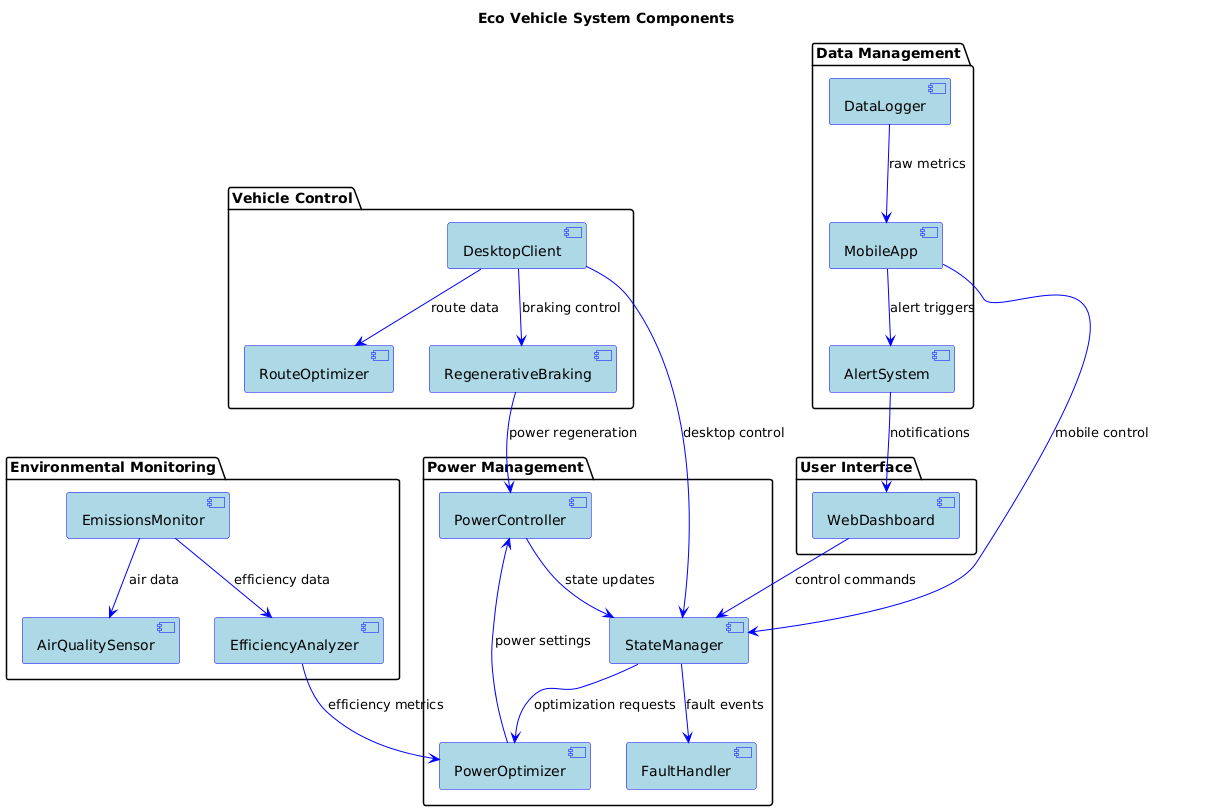 Eco Vehicle System Components
Data Management
DataLogger
raw metrics
Vehicle Control
DesktopClient
MobileApp
route data
braking control
alert triggers
RouteOptimizer
RegenerativeBraking
AlertSystem
power regeneration
desktop control
notifications
mobile control
Environmental Monitoring
Power Management
User Interface
EmissionsMonitor
PowerController
WebDashboard
air data
efficiency data
state updates
control commands
AirQualitySensor
EfficiencyAnalyzer
power settings
StateManager
efficiency metrics
optimization requests
fault events
PowerOptimizer
FaultHandler